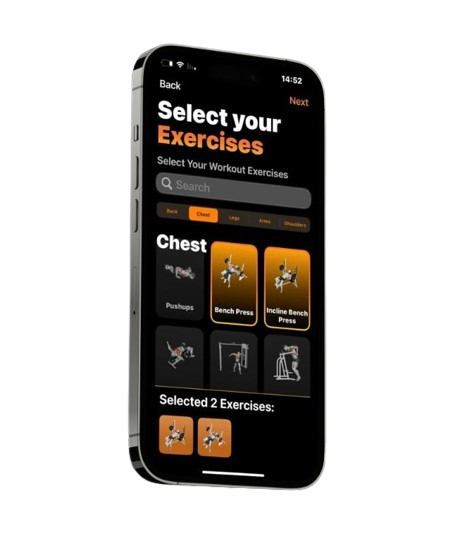 14:52
Back
Next
Select your
Exercises
Select Your Workout Exercises
Search
Back Chest Legs Arms Shoulders
Chest
Pushups
Bench Press
Incline Bench
Press
Selected 2 Exercises: